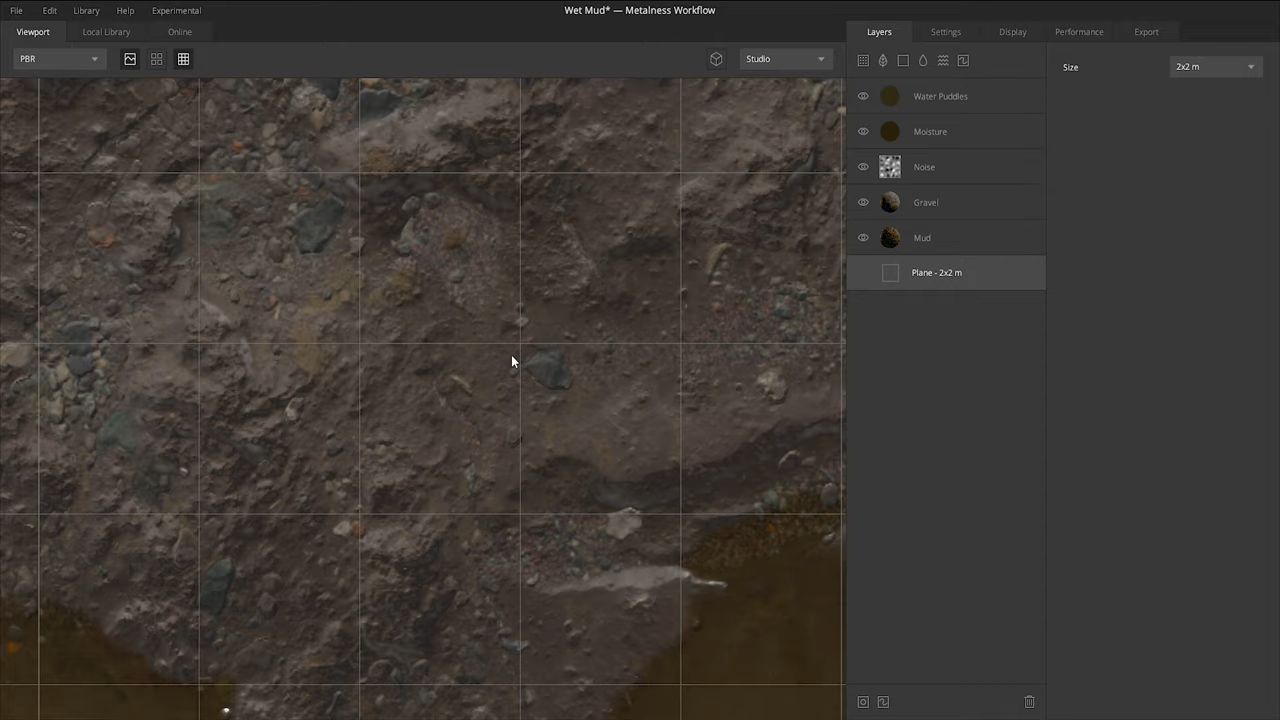 File Edit Library Help Experimental
Wet Mud* — Metalness Workflow
Viewport Local Library Online
Layers Settings Display Performance Export
PBR
Studio
Size 2x2 m
Water Puddles
Moisture
Noise
Gravel
Mud
Plane - 2x2 m